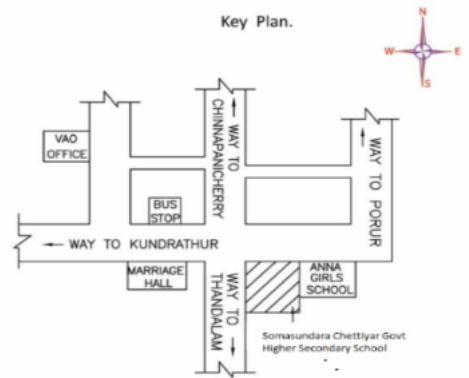 Key Plan.
N
W
E
S
VAO
OFFICE
WAY TO
CHINNAPANICHERRY
WAY TO PORUR
BUS
STOP
WAY TO KUNDRATHUR
MARRIAGE
HALL
WAY TO
THANDALAM
ANNA
GIRLS
SCHOOL
Somasundara Chettiyar Govt
Higher Secondary School